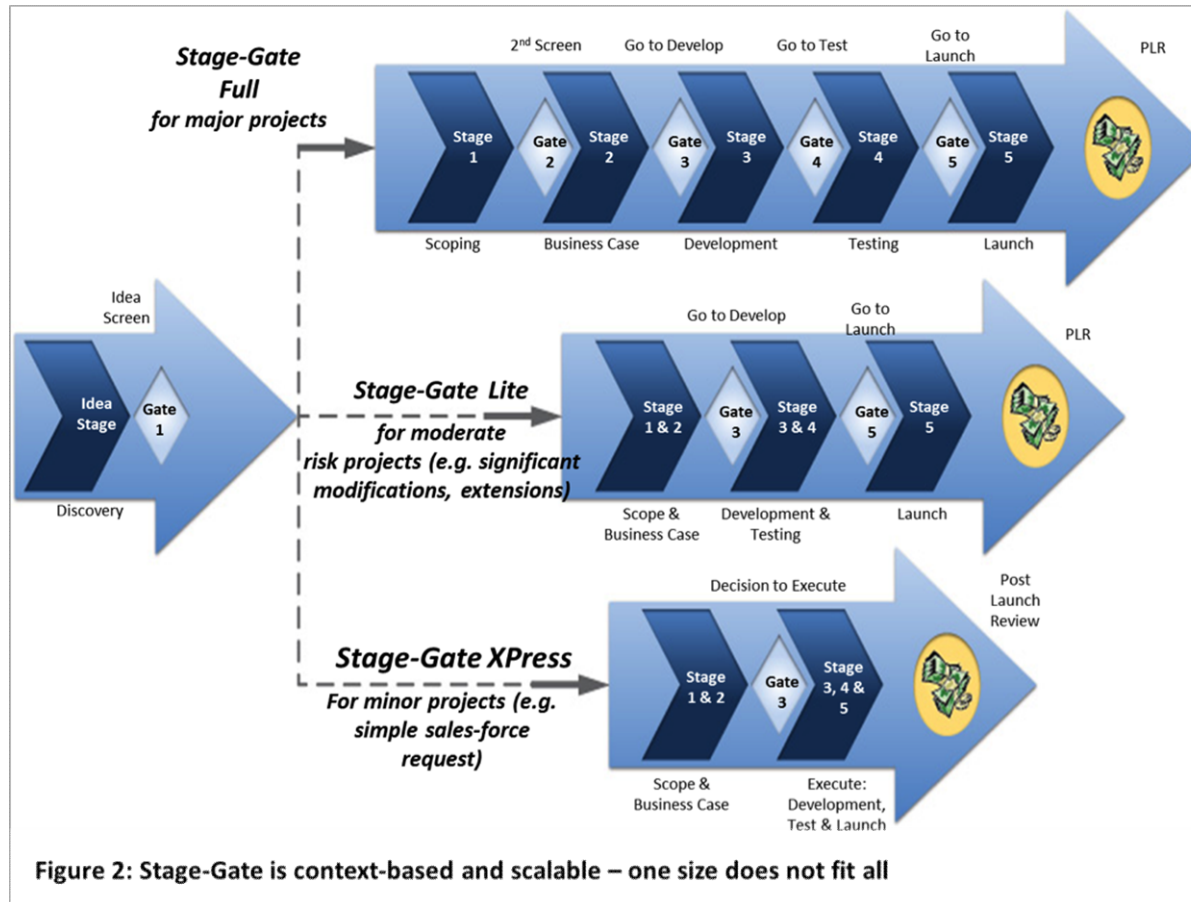 Stage-Gate
Full
for major projects
2nd Screen
Go to Develop
Go to Test
Go to
Launch
PLR
Stage
1
Gate
2
Stage
2
Gate
3
Stage
3
Gate
4
Stage
4
Gate
5
Stage
5
Scoping
Business Case
Development
Testing
Launch
Idea
Screen
Idea
Stage
Gate
1
Discovery
Stage-Gate Lite
for moderate
risk projects (e.g. significant
modifications, extensions)
Go to Develop
Go to
Launch
PLR
Stage
1 & 2
Gate
3
Stage
3 & 4
Gate
5
Stage
5
Scope &
Business Case
Development &
Testing
Launch
Stage-Gate XPress
For minor projects (e.g.
simple sales-force
request)
Decision to Execute
Post
Launch
Review
Stage
1 & 2
Gate
3
Stage
3, 4 &
5
Scope &
Business Case
Execute:
Development,
Test & Launch
Figure 2: Stage-Gate is context-based and scalable – one size does not fit all